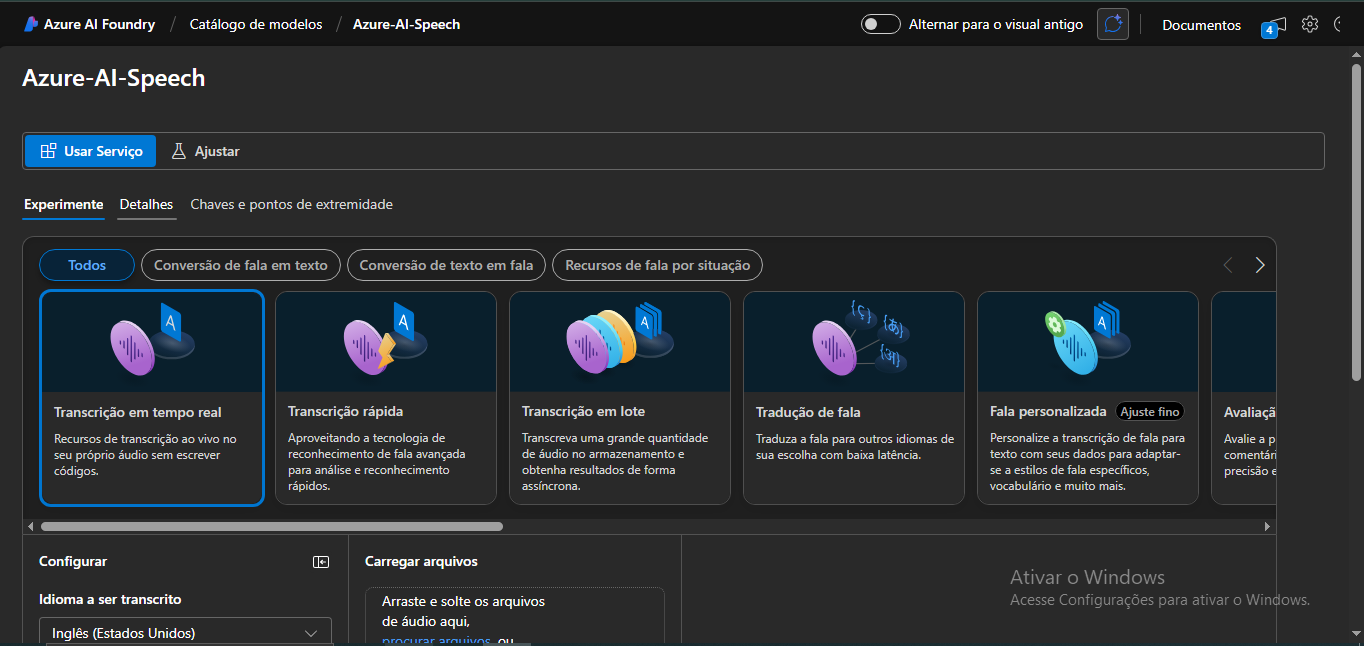 Azure AI Foundry / Catálogo de modelos / Azure-AI-Speech
Alternar para o visual antigo
Documentos
4
Azure-AI-Speech
Usar Serviço
Ajustar
Experimente
Detalhes
Chaves e pontos de extremidade
Todos
Conversão de fala em texto
Conversão de texto em fala
Recursos de fala por situação
A
Transcrição em tempo real
Recursos de transcrição ao vivo no
seu próprio áudio sem escrever
códigos.
A
Transcrição rápida
Aproveitando a tecnologia de
reconhecimento de fala avançada
para análise e reconhecimento
rápidos.
A
Transcrição em lote
Transcreva uma grande quantidade
de áudio no armazenamento e
obtenha resultados de forma
assíncrona.
{ç}
{あ}
{अ}
Tradução de fala
Traduza a fala para outros idiomas de
sua escolha com baixa latência.
A
Fala personalizada
Ajuste fino
Personalize a transcrição de fala para
texto com seus dados para adaptar-
se a estilos de fala específicos,
vocabulário e muito mais.
Avaliaçã
Avalie a p
comentári
precisão e
Configurar
Idioma a ser transcrito
Inglês (Estados Unidos)
Carregar arquivos
Arraste e solte os arquivos
de áudio aqui,
procurar arquivos, ou
Ativar o Windows
Acesse Configurações para ativar o Windows.